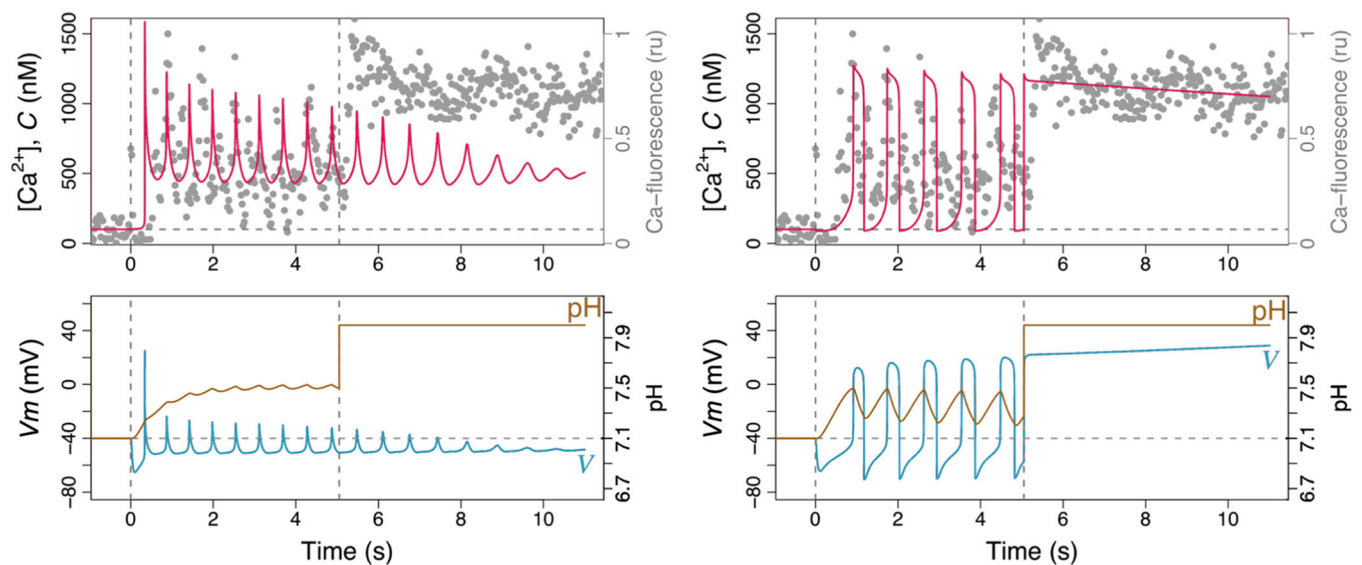 [Ca2+], C (nM)
1500
1000
500
0
1
0.5
0
Ca−fluorescence (ru)
0 2 4 6 8 10
Vm (mV)
40
0
−40
−80
pH
V
7.9
7.5
7.1
6.7
pH
0 2 4 6 8 10
Time (s)
[Ca2+], C (nM)
1500
1000
500
0
1
0.5
0
Ca−fluorescence (ru)
0 2 4 6 8 10
Vm (mV)
40
0
−40
−80
pH
V
7.9
7.5
7.1
6.7
pH
0 2 4 6 8 10
Time (s)